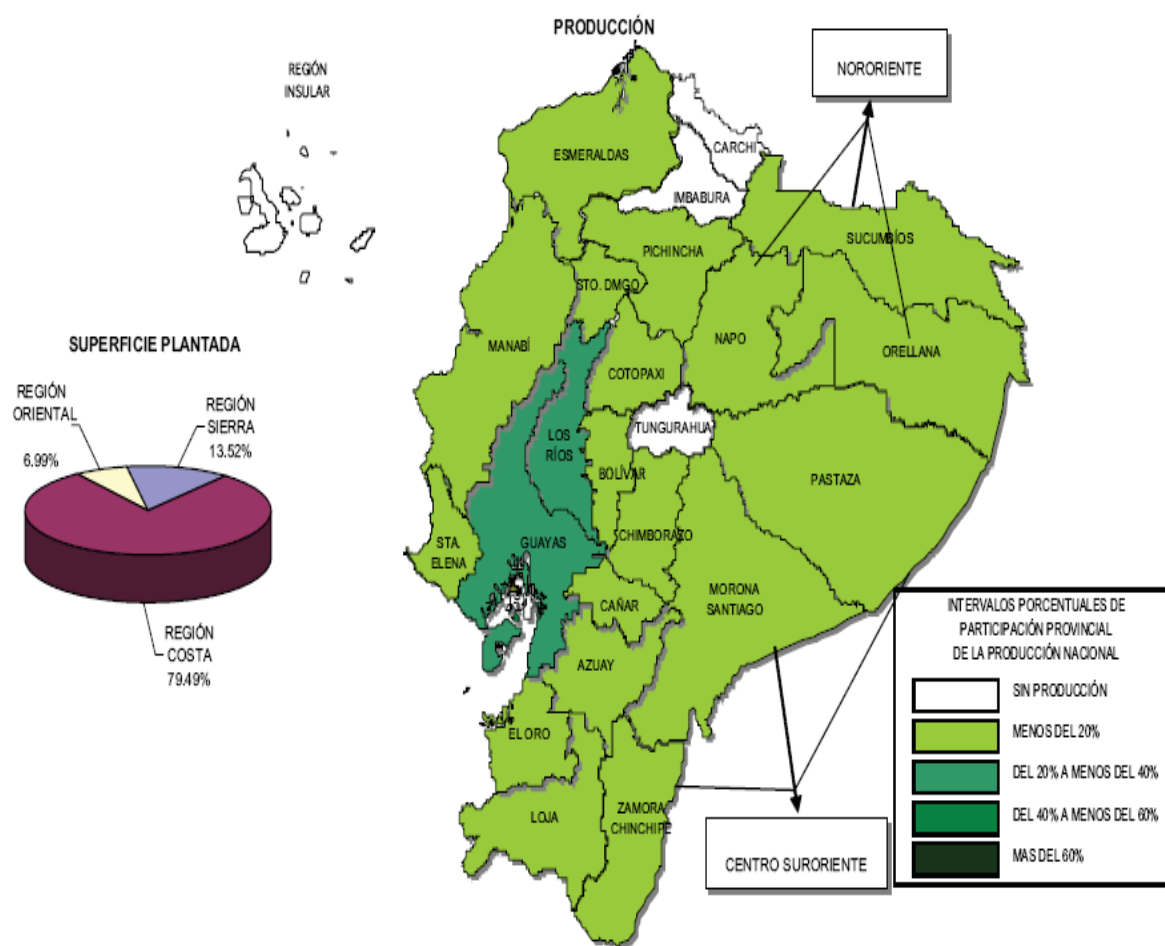 PRODUCCIÓN
REGIÓN
INSULAR
NORORIENTE
CARCHI
ESMERALDAS
IMBABURA
SUCUMBÍOS
PICHINCHA
STO. DMGO
NAPO
MANABÍ
ORELLANA
COTOPAXI
TUNGURAHUA
LOS
RÍOS
BOLÍVAR
PASTAZA
CHIMBORAZO
GUAYAS
STA.
ELENA
MORONA
SANTIAGO
CAÑAR
AZUAY
EL ORO
LOJA
ZAMORA
CHINCHIPE
CENTRO SURORIENTE
SUPERFICIE PLANTADA
REGIÓN
ORIENTAL
6.99%
REGIÓN
SIERRA
13.52%
REGIÓN
COSTA
79.49%
INTERVALOS PORCENTUALES DE
PARTICIPACIÓN PROVINCIAL
DE LA PRODUCCIÓN NACIONAL
SIN PRODUCCIÓN
MENOS DEL 20%
DEL 20% A MENOS DEL 40%
DEL 40% A MENOS DEL 60%
MAS DEL 60%